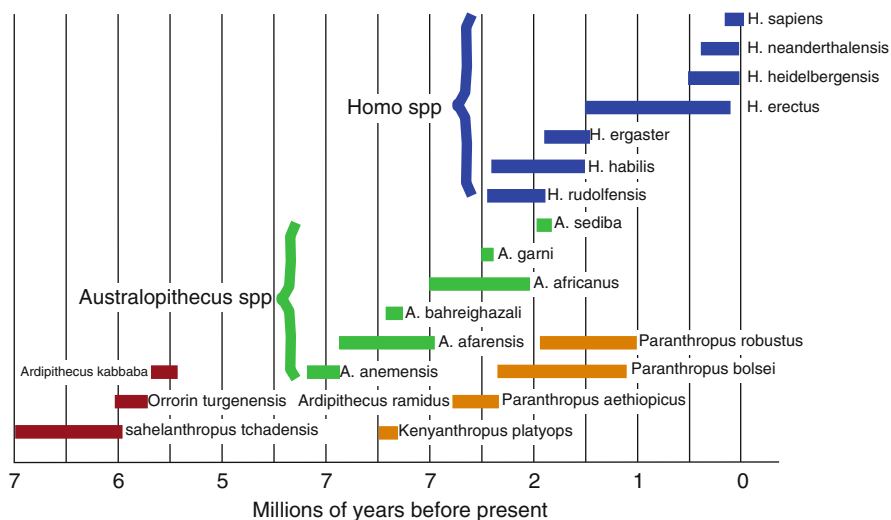 H. sapiens
H. neanderthalensis
H. heidelbergensis
Homo spp
H. erectus
H. ergaster
H. habilis
H. rudolfensis
A. sediba
A. garni
A. africanus
Australopithecus spp
A. bahreighazali
A. afarensis
Paranthropus robustus
Ardipithecus kabbaba
A. anemensis
Paranthropus bolsei
Orrorin turgenensis
Ardipithecus ramidus
Paranthropus aethiopicus
sahelanthropus tchadensis
Kenyanthropus platyops
7 6 5 7 7 2 1 0
Millions of years before present